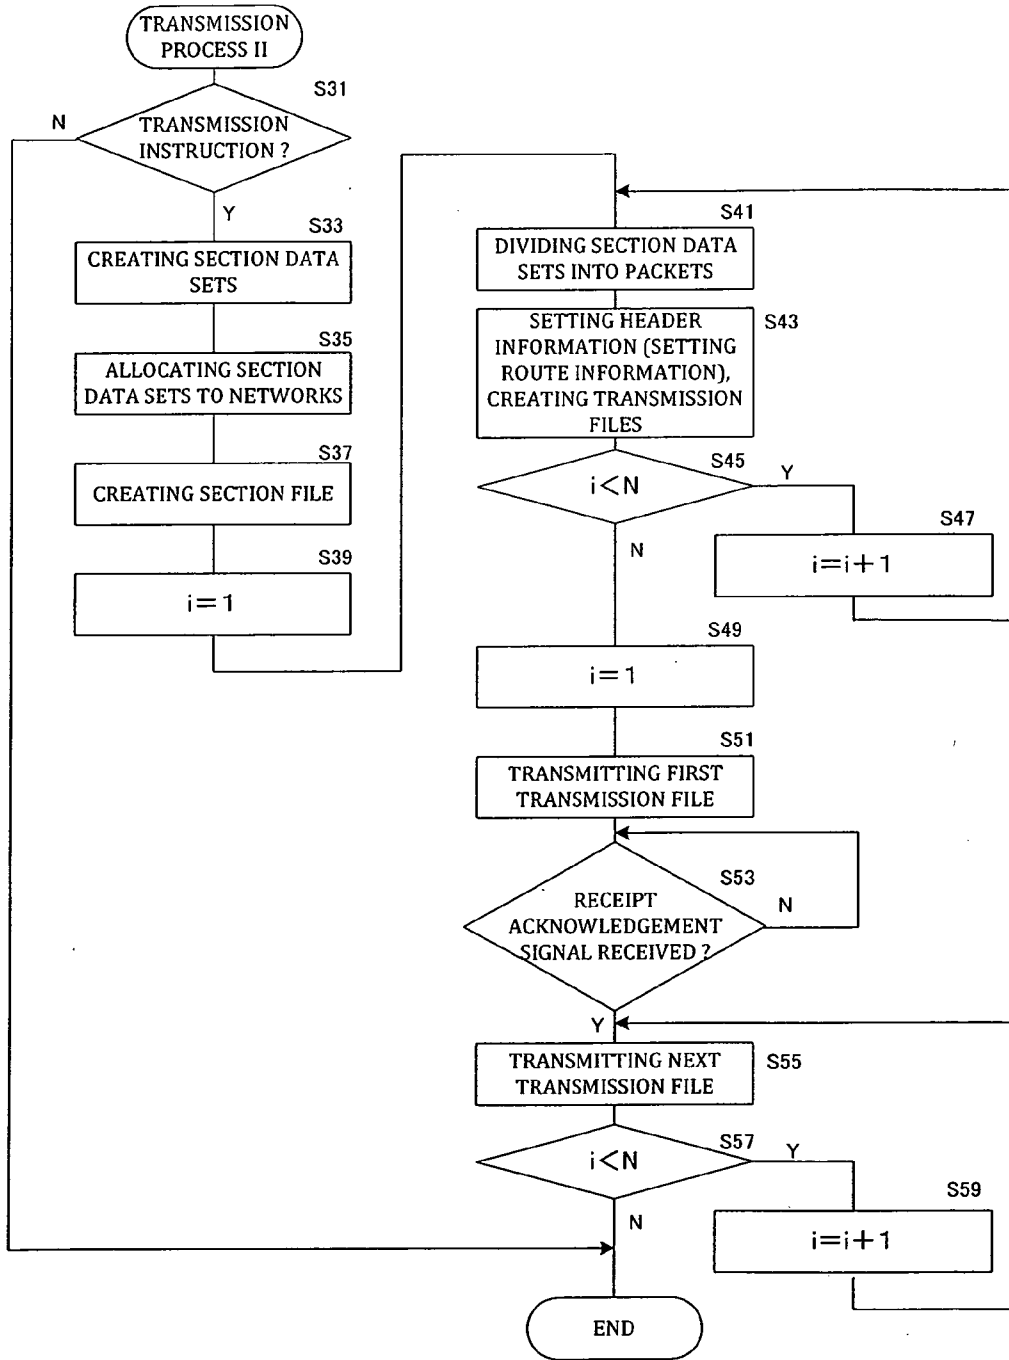 TRANSMISSION
PROCESS II
S31
N
TRANSMISSION
INSTRUCTION ?
Y
S33
CREATING SECTION DATA
SETS
S35
ALLOCATING SECTION
DATA SETS TO NETWORKS
S37
CREATING SECTION FILE
S39
i=1
S41
DIVIDING SECTION DATA
SETS INTO PACKETS
S43
SETTING HEADER
INFORMATION (SETTING
ROUTE INFORMATION),
CREATING TRANSMISSION
FILES
S45
i<N
Y
N
S47
i=i+1
S49
i=1
S51
TRANSMITTING FIRST
TRANSMISSION FILE
S53
RECEIPT
ACKNOWLEDGEMENT
SIGNAL RECEIVED ?
N
Y
TRANSMITTING NEXT
TRANSMISSION FILE
S55
S57
i<N
Y
N
S59
i=i+1
END